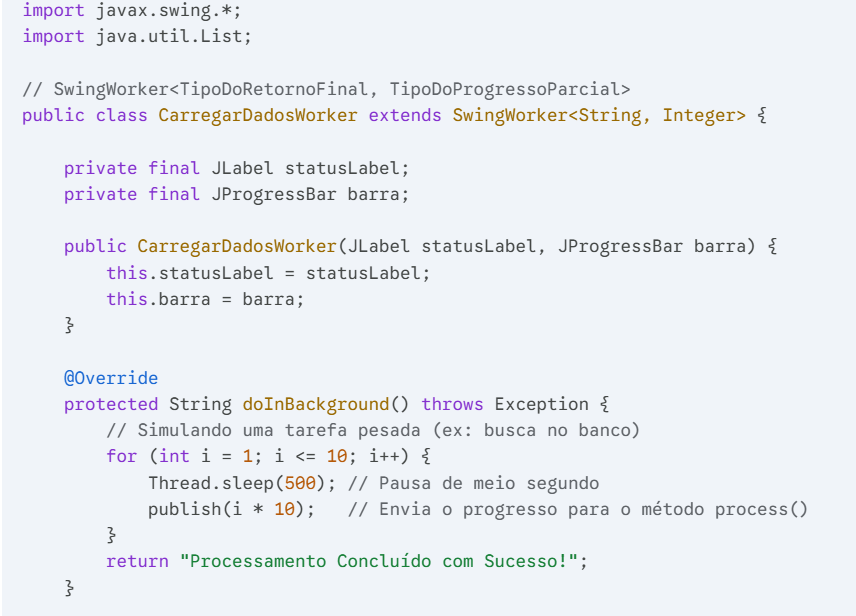 import javax.swing.*;
import java.util.List;

// SwingWorker<TipoDoRetornoFinal, TipoDoProgressoParcial>
public class CarregarDadosWorker extends SwingWorker<String, Integer> {

    private final JLabel statusLabel;
    private final JProgressBar barra;

    public CarregarDadosWorker(JLabel statusLabel, JProgressBar barra) {
        this.statusLabel = statusLabel;
        this.barra = barra;
    }

    @Override
    protected String doInBackground() throws Exception {
        // Simulando uma tarefa pesada (ex: busca no banco)
        for (int i = 1; i <= 10; i++) {
            Thread.sleep(500); // Pausa de meio segundo
            publish(i * 10);   // Envia o progresso para o método process()
        }
        return "Processamento Concluído com Sucesso!";
    }